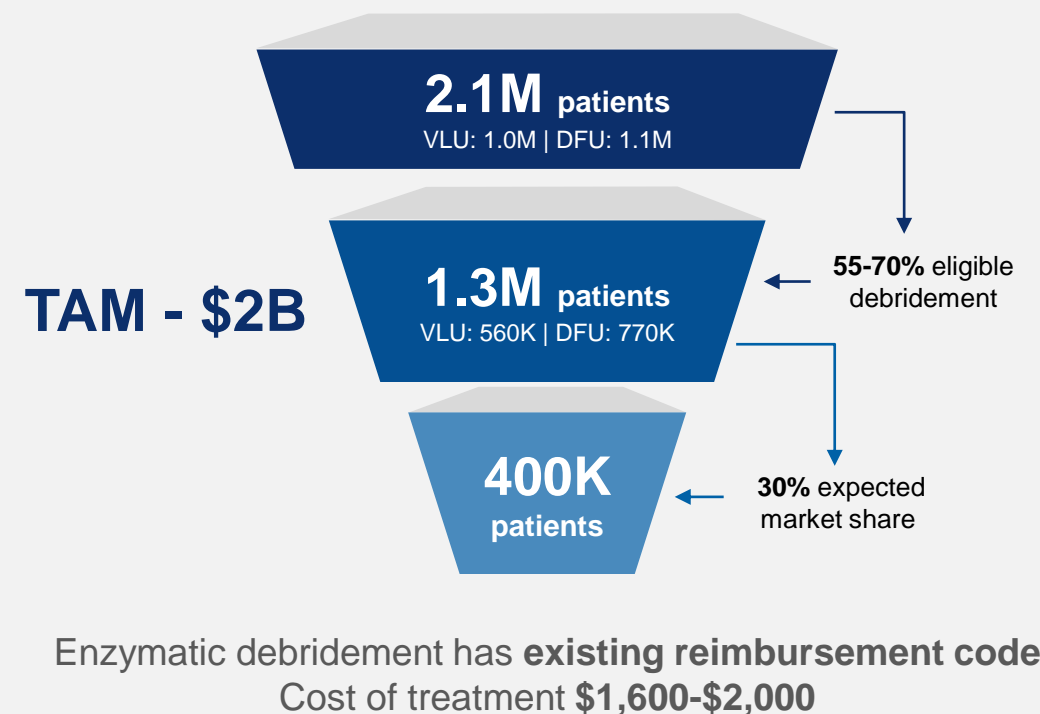 2.1M patients
VLU: 1.0M | DFU: 1.1M
55-70% eligible
debridement
TAM - $2B
1.3M patients
VLU: 560K | DFU: 770K
400K
patients
30% expected
market share
Enzymatic debridement has existing reimbursement code
Cost of treatment $1,600-$2,000